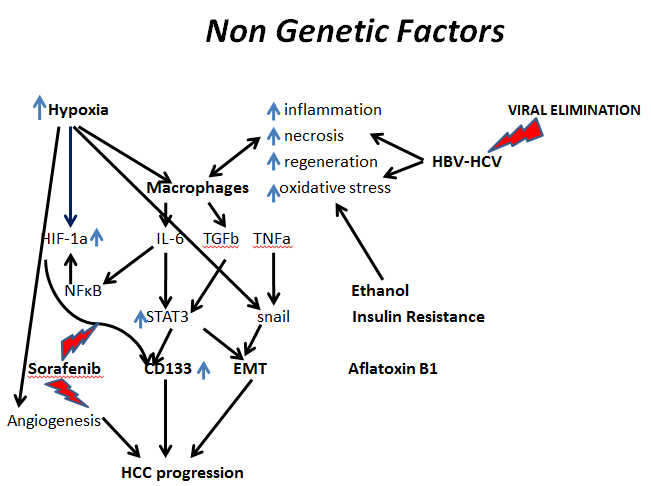 Non Genetic Factors
Hypoxia
inflammation
VIRAL ELIMINATION
necrosis
regeneration
HBV-HCV
Macrophages
oxidative stress
HIF-1a
IL-6
TGFb
TNFa
NFκB
Ethanol
STAT3
snail
Insulin Resistance
Sorafenib
CD133
EMT
Aflatoxin B1
Angiogenesis
HCC progression